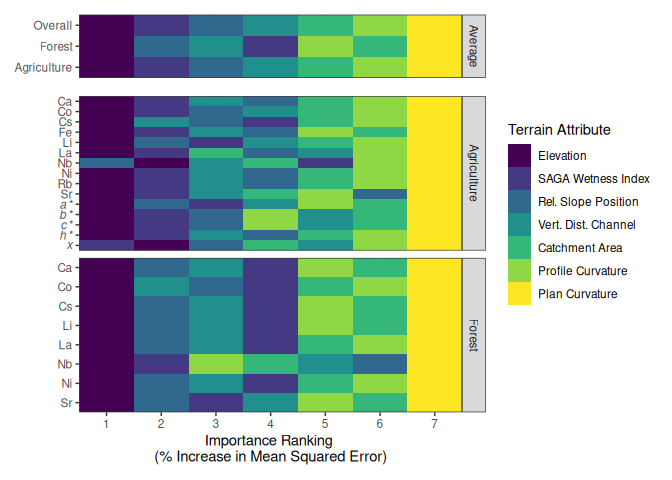 Overall
Forest
Agriculture
Average
Ca
Co
Cs
Fe
Li
La
Nb
Ni
Rb
Sr
a*
b*
c*
h*
x
Agriculture
Ca
Co
Cs
Li
La
Nb
Ni
Sr
Forest
1 2 3 4 5 6 7
Importance Ranking
(% Increase in Mean Squared Error)
Terrain Attribute
Elevation
SAGA Wetness Index
Rel. Slope Position
Vert. Dist. Channel
Catchment Area
Profile Curvature
Plan Curvature